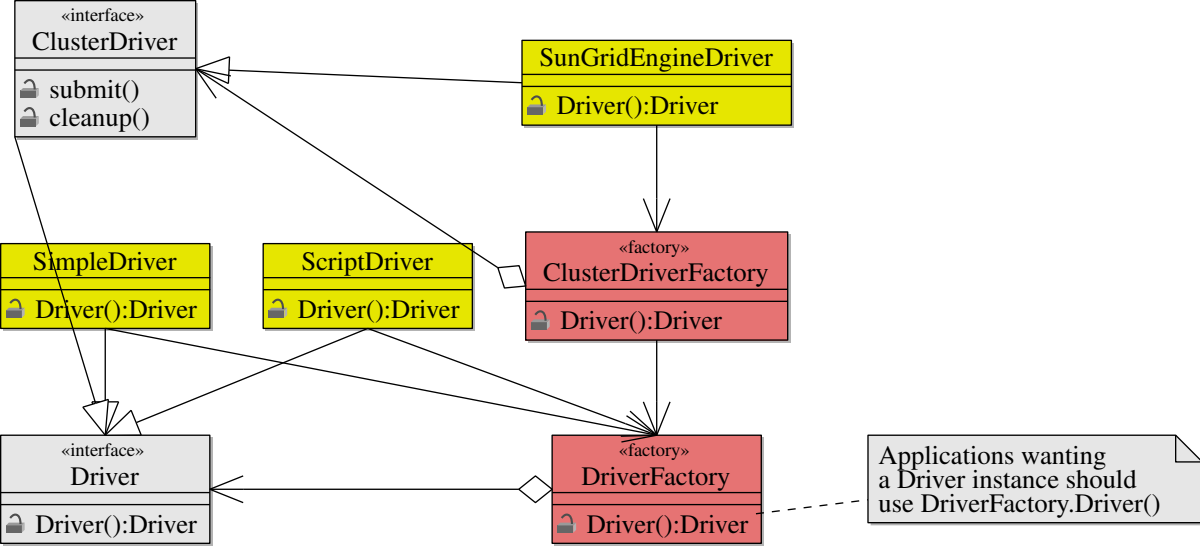 «interface»
ClusterDriver
submit()
cleanup()
SunGridEngineDriver
Driver():Driver
SimpleDriver
Driver():Driver
ScriptDriver
Driver():Driver
«factory»
ClusterDriverFactory
Driver():Driver
«interface»
Driver
Driver():Driver
«factory»
DriverFactory
Driver():Driver
Applications wanting
a Driver instance should
use DriverFactory.Driver()